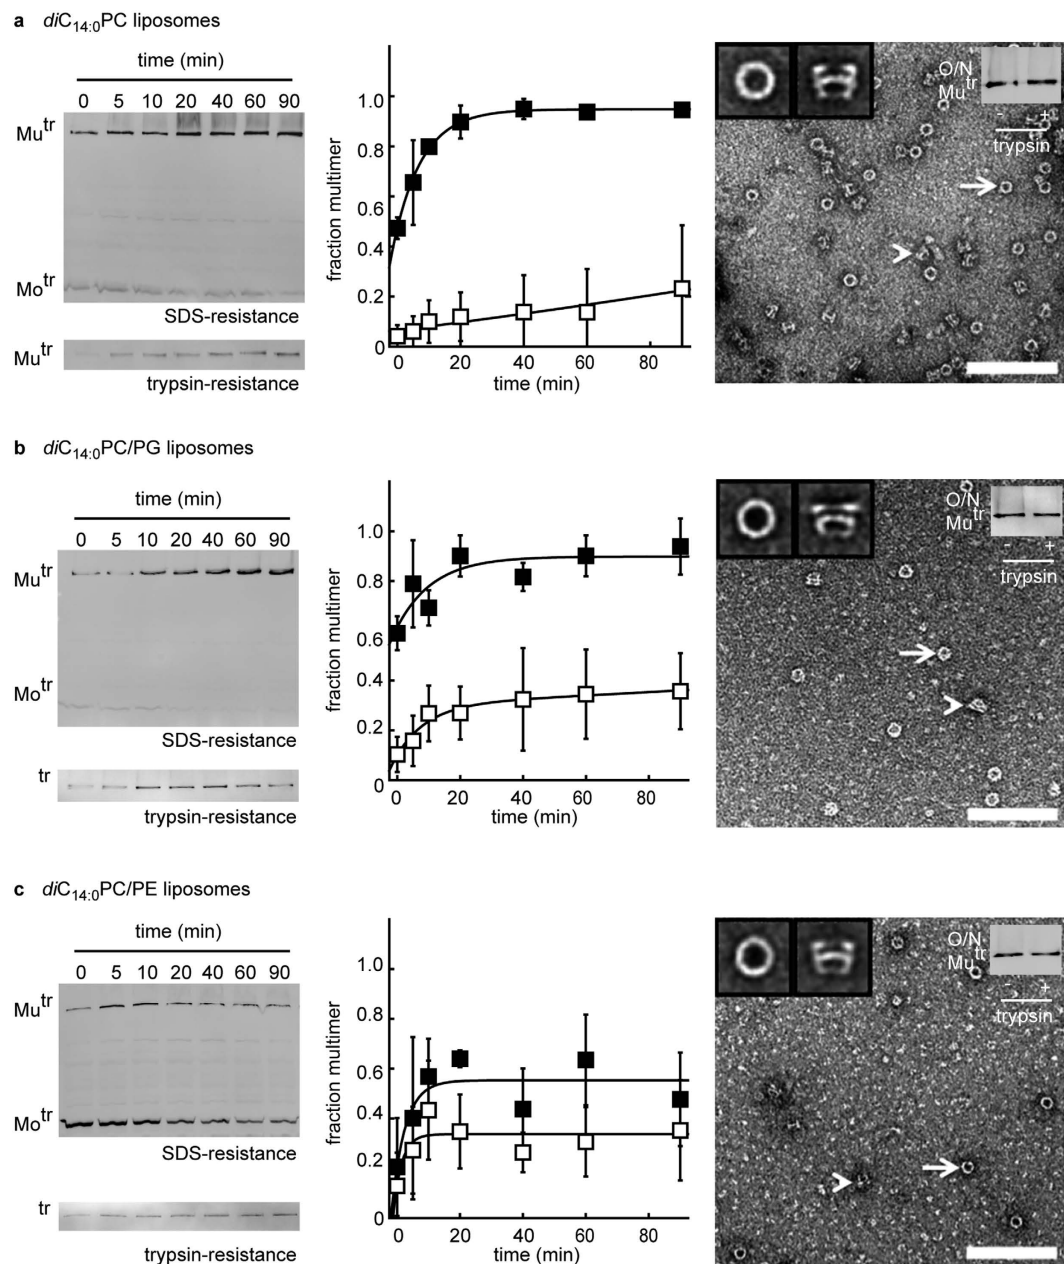 a diC14:0PC liposomes
time (min)
0 5 10 20 40 60 90
Mutr
Motr
SDS-resistance
Mutr
trypsin-resistance
fraction multimer
1.0
0.8
0.6
0.4
0.2
0
0 20 40 60 80
time (min)
O/N
Mutr
- +
trypsin
b diC14:0PC/PG liposomes
time (min)
0 5 10 20 40 60 90
Mutr
Motr
SDS-resistance
tr
trypsin-resistance
fraction multimer
1.0
0.8
0.6
0.4
0.2
0
0 20 40 60 80
time (min)
O/N
Mutr
- +
trypsin
c diC14:0PC/PE liposomes
time (min)
0 5 10 20 40 60 90
Mutr
Motr
SDS-resistance
tr
trypsin-resistance
fraction multimer
1.0
0.8
0.6
0.4
0.2
0
0 20 40 60 80
time (min)
O/N
Mutr
- +
trypsin